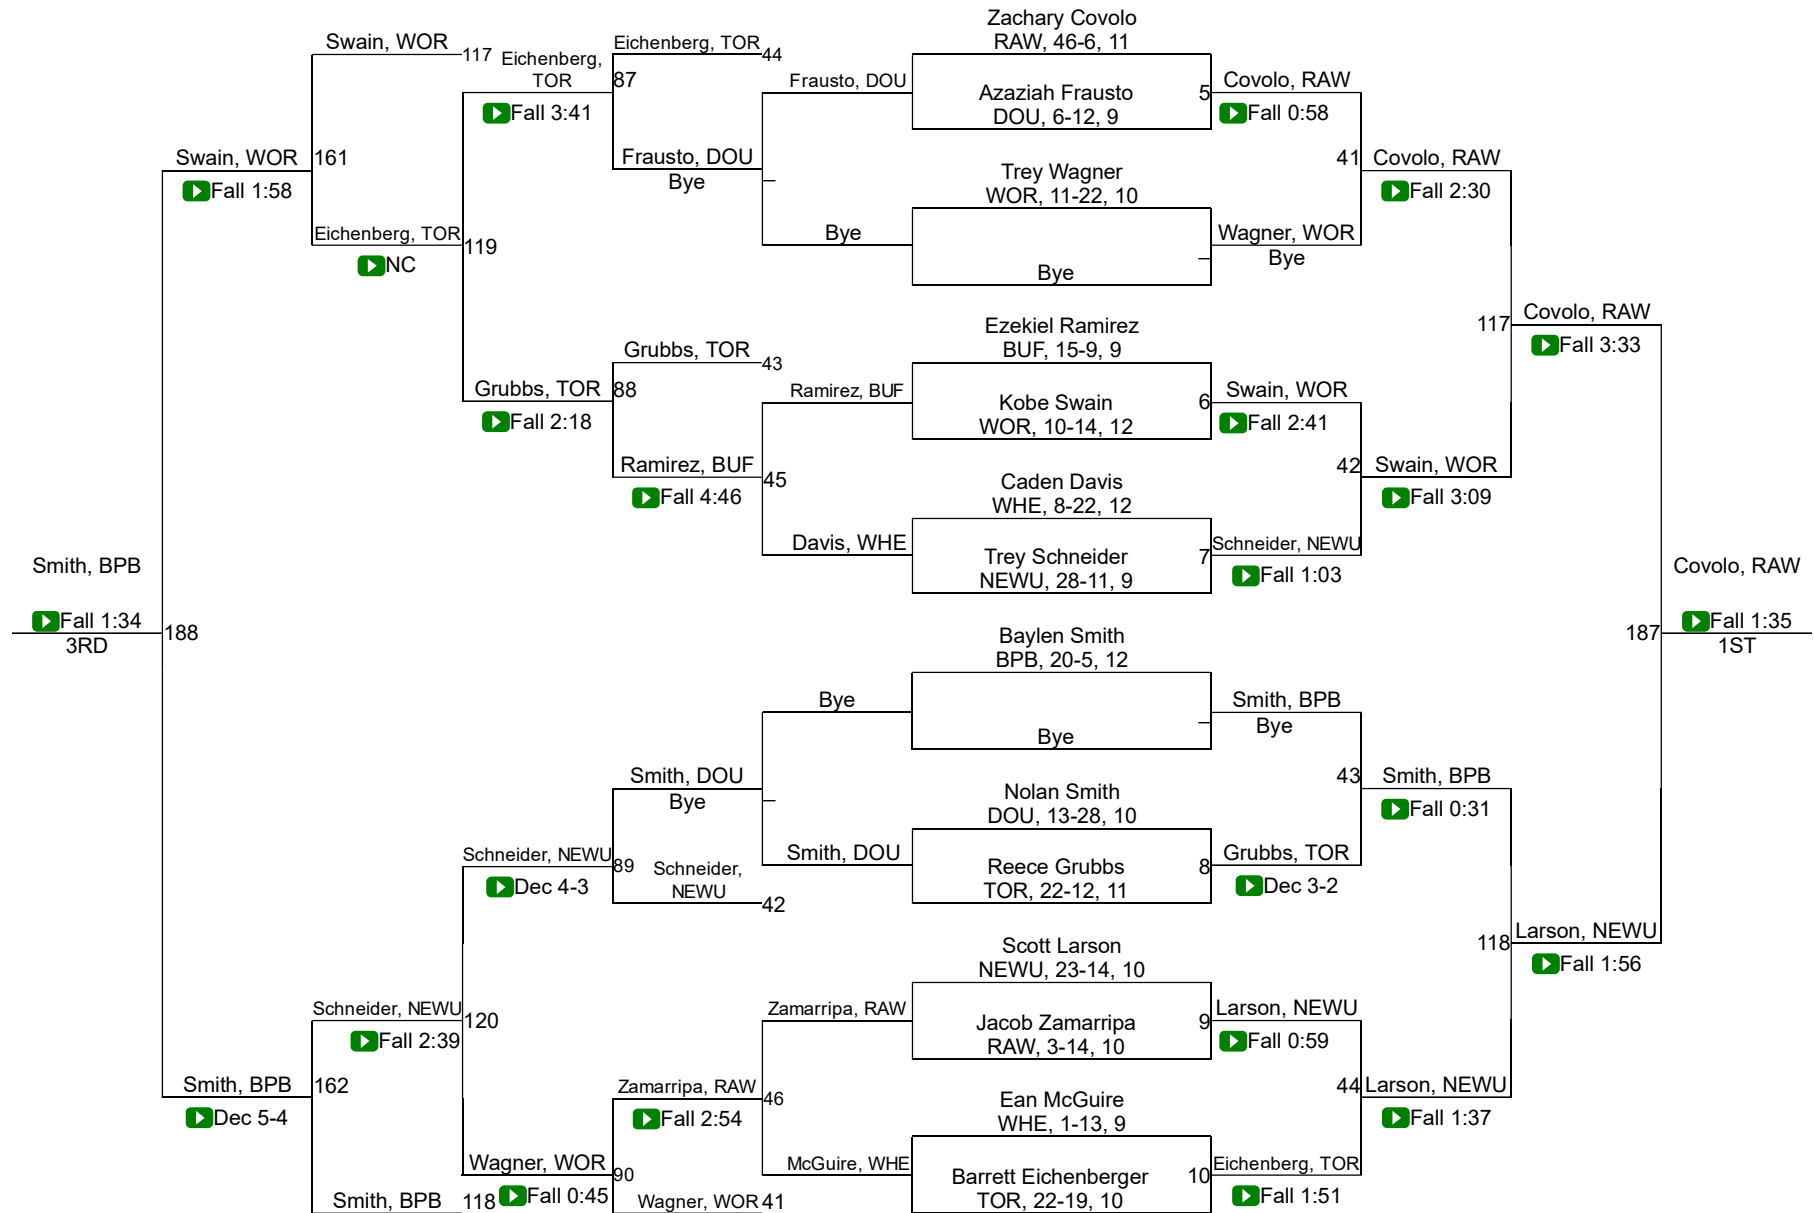 Zachary Covolo
RAW, 46-6, 11
Swain, WOR
117
Eichenberg, TOR
44
Eichenberg,
TOR
87
Fall 3:41
Frausto, DOU
Azaziah Frausto
DOU, 6-12, 9
5
Covolo, RAW
Fall 0:58
Swain, WOR
Fall 1:58
161
Frausto, DOU
Bye
Trey Wagner
WOR, 11-22, 10
41
Covolo, RAW
Fall 2:30
Eichenberg, TOR
NC
119
Bye
Bye
Wagner, WOR
Bye
Ezekiel Ramirez
BUF, 15-9, 9
117
Covolo, RAW
Fall 3:33
Grubbs, TOR
43
Grubbs, TOR
88
Fall 2:18
Ramirez, BUF
Kobe Swain
WOR, 10-14, 12
6
Swain, WOR
Fall 2:41
Ramirez, BUF
Fall 4:46
45
Caden Davis
WHE, 8-22, 12
42
Swain, WOR
Fall 3:09
Davis, WHE
Trey Schneider
NEWU, 28-11, 9
7
Schneider, NEWU
Fall 1:03
Smith, BPB
Fall 1:34
3RD
188
Covolo, RAW
187
Fall 1:35
1ST
Baylen Smith
BPB, 20-5, 12
Bye
Bye
Smith, BPB
Bye
Smith, DOU
Bye
Nolan Smith
DOU, 13-28, 10
43
Smith, BPB
Fall 0:31
Schneider, NEWU
Dec 4-3
89
Schneider,
NEWU
42
Smith, DOU
Reece Grubbs
TOR, 22-12, 11
8
Grubbs, TOR
Dec 3-2
Scott Larson
NEWU, 23-14, 10
118
Larson, NEWU
Fall 1:56
Schneider, NEWU
Fall 2:39
120
Zamarripa, RAW
Jacob Zamarripa
RAW, 3-14, 10
9
Larson, NEWU
Fall 0:59
Smith, BPB
Dec 5-4
162
Zamarripa, RAW
Fall 2:54
46
Ean McGuire
WHE, 1-13, 9
44
Larson, NEWU
Fall 1:37
Wagner, WOR
Fall 0:45
90
McGuire, WHE
Barrett Eichenberger
TOR, 22-19, 10
10
Eichenberg, TOR
Fall 1:51
Smith, BPB
118
Wagner, WOR
41